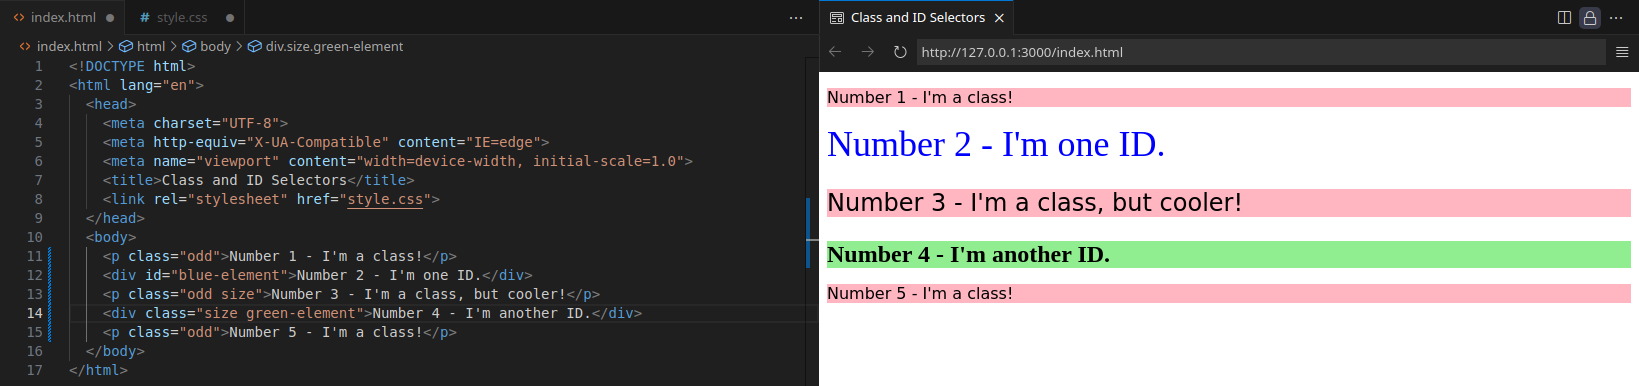 index.html
style.css
index.html > html > body > div.size.green-element
1 <!DOCTYPE html>
2 <html lang="en">
3 <head>
4 <meta charset="UTF-8">
5 <meta http-equiv="X-UA-Compatible" content="IE=edge">
6 <meta name="viewport" content="width=device-width, initial-scale=1.0">
7 <title>Class and ID Selectors</title>
8 <link rel="stylesheet" href="style.css">
9 </head>
10 <body>
11 <p class="odd">Number 1 - I'm a class!</p>
12 <div id="blue-element">Number 2 - I'm one ID.</div>
13 <p class="odd size">Number 3 - I'm a class, but cooler!</p>
14 <div class="size green-element">Number 4 - I'm another ID.</div>
15 <p class="odd">Number 5 - I'm a class!</p>
16 </body>
17 </html>
Class and ID Selectors
http://127.0.0.1:3000/index.html
Number 1 - I'm a class!
Number 2 - I'm one ID.
Number 3 - I'm a class, but cooler!
Number 4 - I'm another ID.
Number 5 - I'm a class!